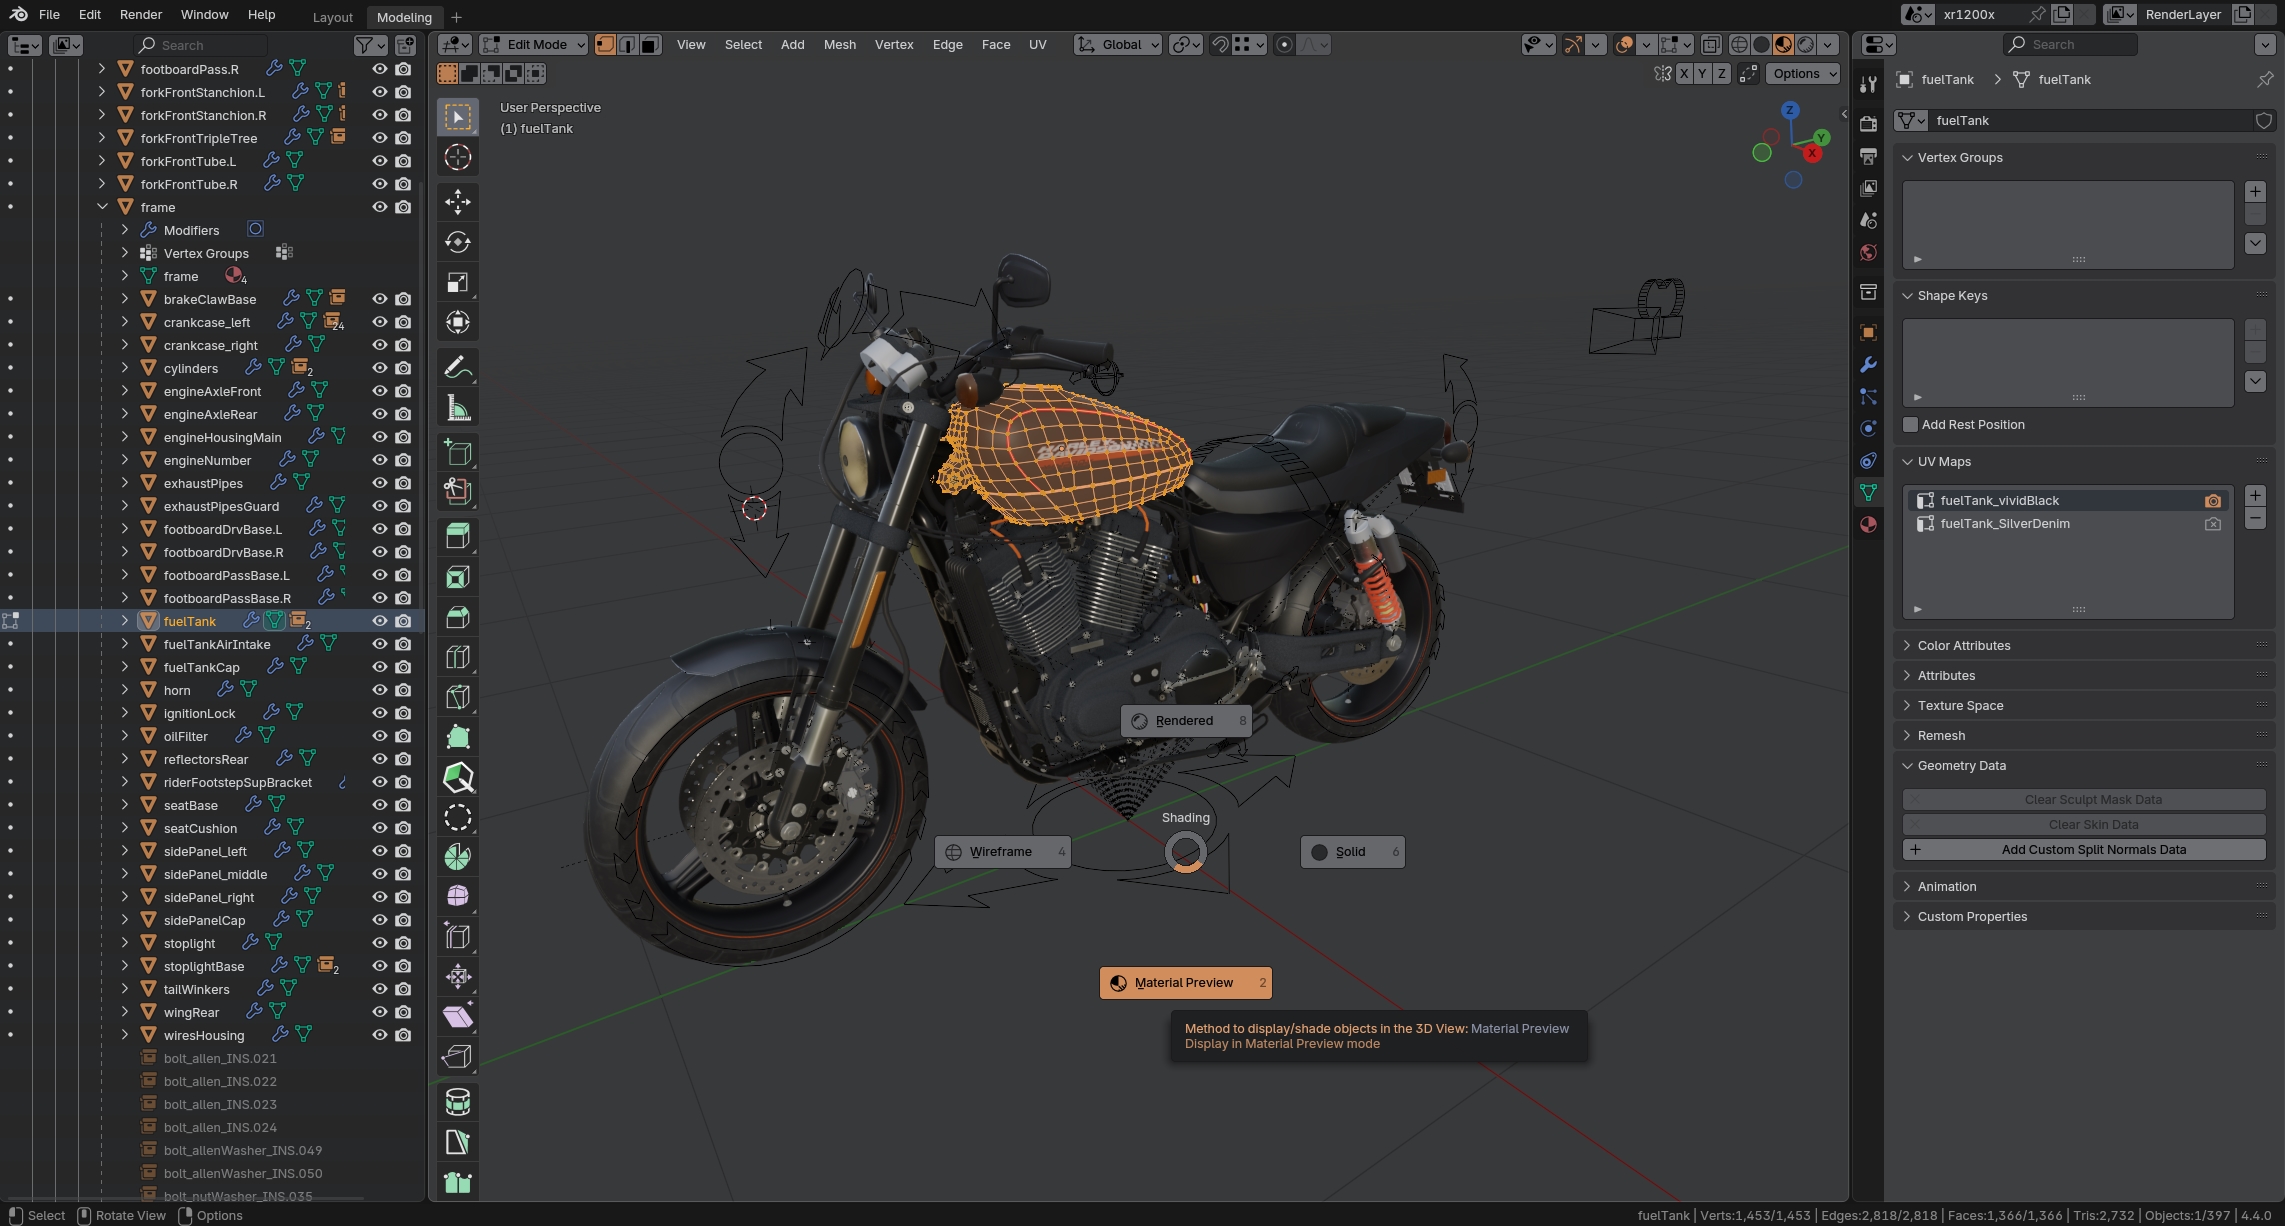 File Edit Render Window Help Layout Modeling + xr1200x RenderLayer
Search
Edit Mode View Select Add Mesh Vertex Edge Face UV Global
X Y Z Options
Search
footboardPass.R
forkFrontStanchion.L
forkFrontStanchion.R
forkFrontTripleTree
forkFrontTube.L
forkFrontTube.R
frame
Modifiers
Vertex Groups
frame 4
brakeClawBase
crankcase_left 24
crankcase_right
cylinders 2
engineAxleFront
engineAxleRear
engineHousingMain
engineNumber
exhaustPipes
exhaustPipesGuard
footboardDrvBase.L
footboardDrvBase.R
footboardPassBase.L
footboardPassBase.R
fuelTank 2
fuelTankAirIntake
fuelTankCap
horn
ignitionLock
oilFilter
reflectorsRear
riderFootstepSupBracket
seatBase
seatCushion
sidePanel_left
sidePanel_middle
sidePanel_right
sidePanelCap
stoplight
stoplightBase 2
tailWinkers
wingRear
wiresHousing
bolt_allen_INS.021
bolt_allen_INS.022
bolt_allen_INS.023
bolt_allen_INS.024
bolt_allenWasher_INS.049
bolt_allenWasher_INS.050
bolt_nutWasher_INS.035
User Perspective
(1) fuelTank
Z
Y
X
Rendered 8
Shading
Wireframe 4
Solid 6
Material Preview 2
Method to display/shade objects in the 3D View: Material Preview
Display in Material Preview mode
fuelTank fuelTank
fuelTank
Vertex Groups
Shape Keys
Add Rest Position
UV Maps
fuelTank_vividBlack
fuelTank_SilverDenim
Color Attributes
Attributes
Texture Space
Remesh
Geometry Data
Clear Sculpt Mask Data
Clear Skin Data
Add Custom Split Normals Data
Animation
Custom Properties
Select Rotate View Options
fuelTank | Verts:1,453/1,453 | Edges:2,818/2,818 | Faces:1,366/1,366 | Tris:2,732 | Objects:1/397 | 4.4.0